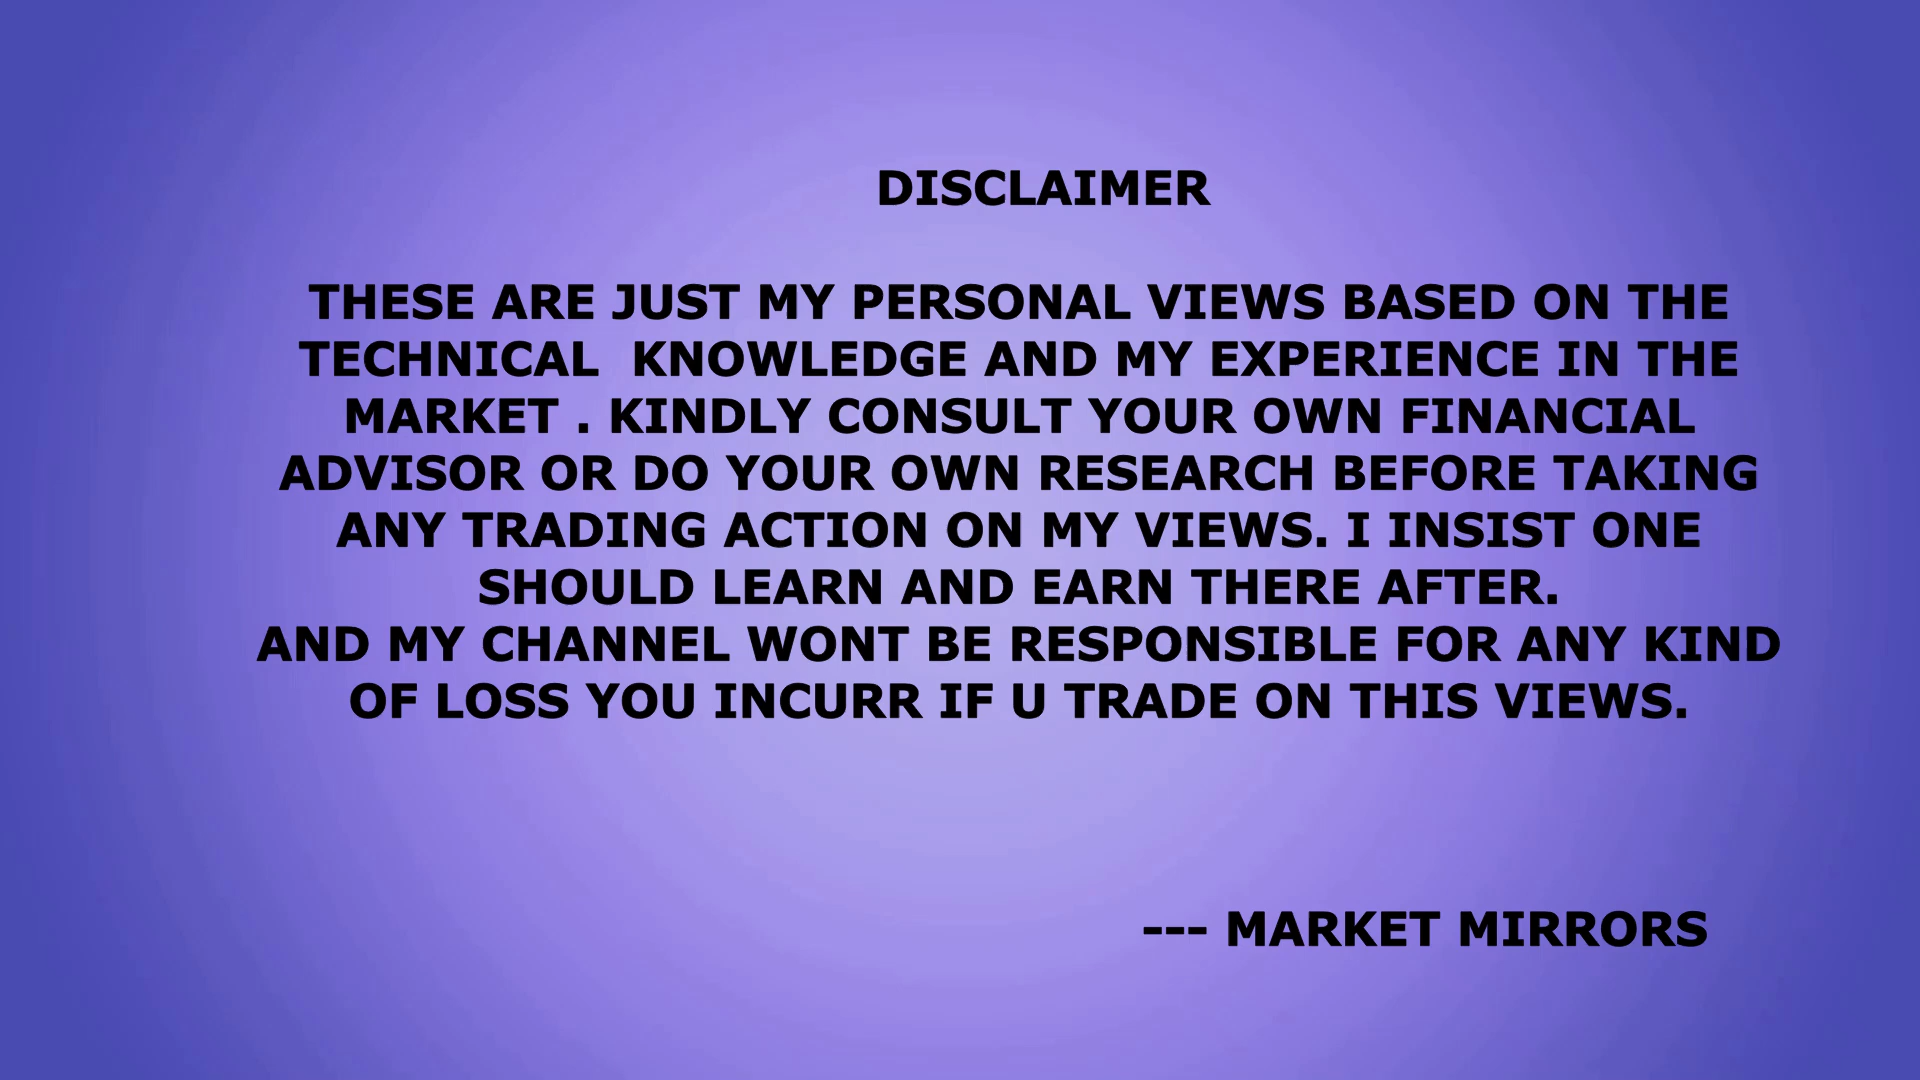 DISCLAIMER
THESE ARE JUST MY PERSONAL VIEWS BASED ON THE
TECHNICAL  KNOWLEDGE AND MY EXPERIENCE IN THE
MARKET . KINDLY CONSULT YOUR OWN FINANCIAL
ADVISOR OR DO YOUR OWN RESEARCH BEFORE TAKING
ANY TRADING ACTION ON MY VIEWS. I INSIST ONE
SHOULD LEARN AND EARN THERE AFTER.
AND MY CHANNEL WONT BE RESPONSIBLE FOR ANY KIND
OF LOSS YOU INCURR IF U TRADE ON THIS VIEWS.
--- MARKET MIRRORS